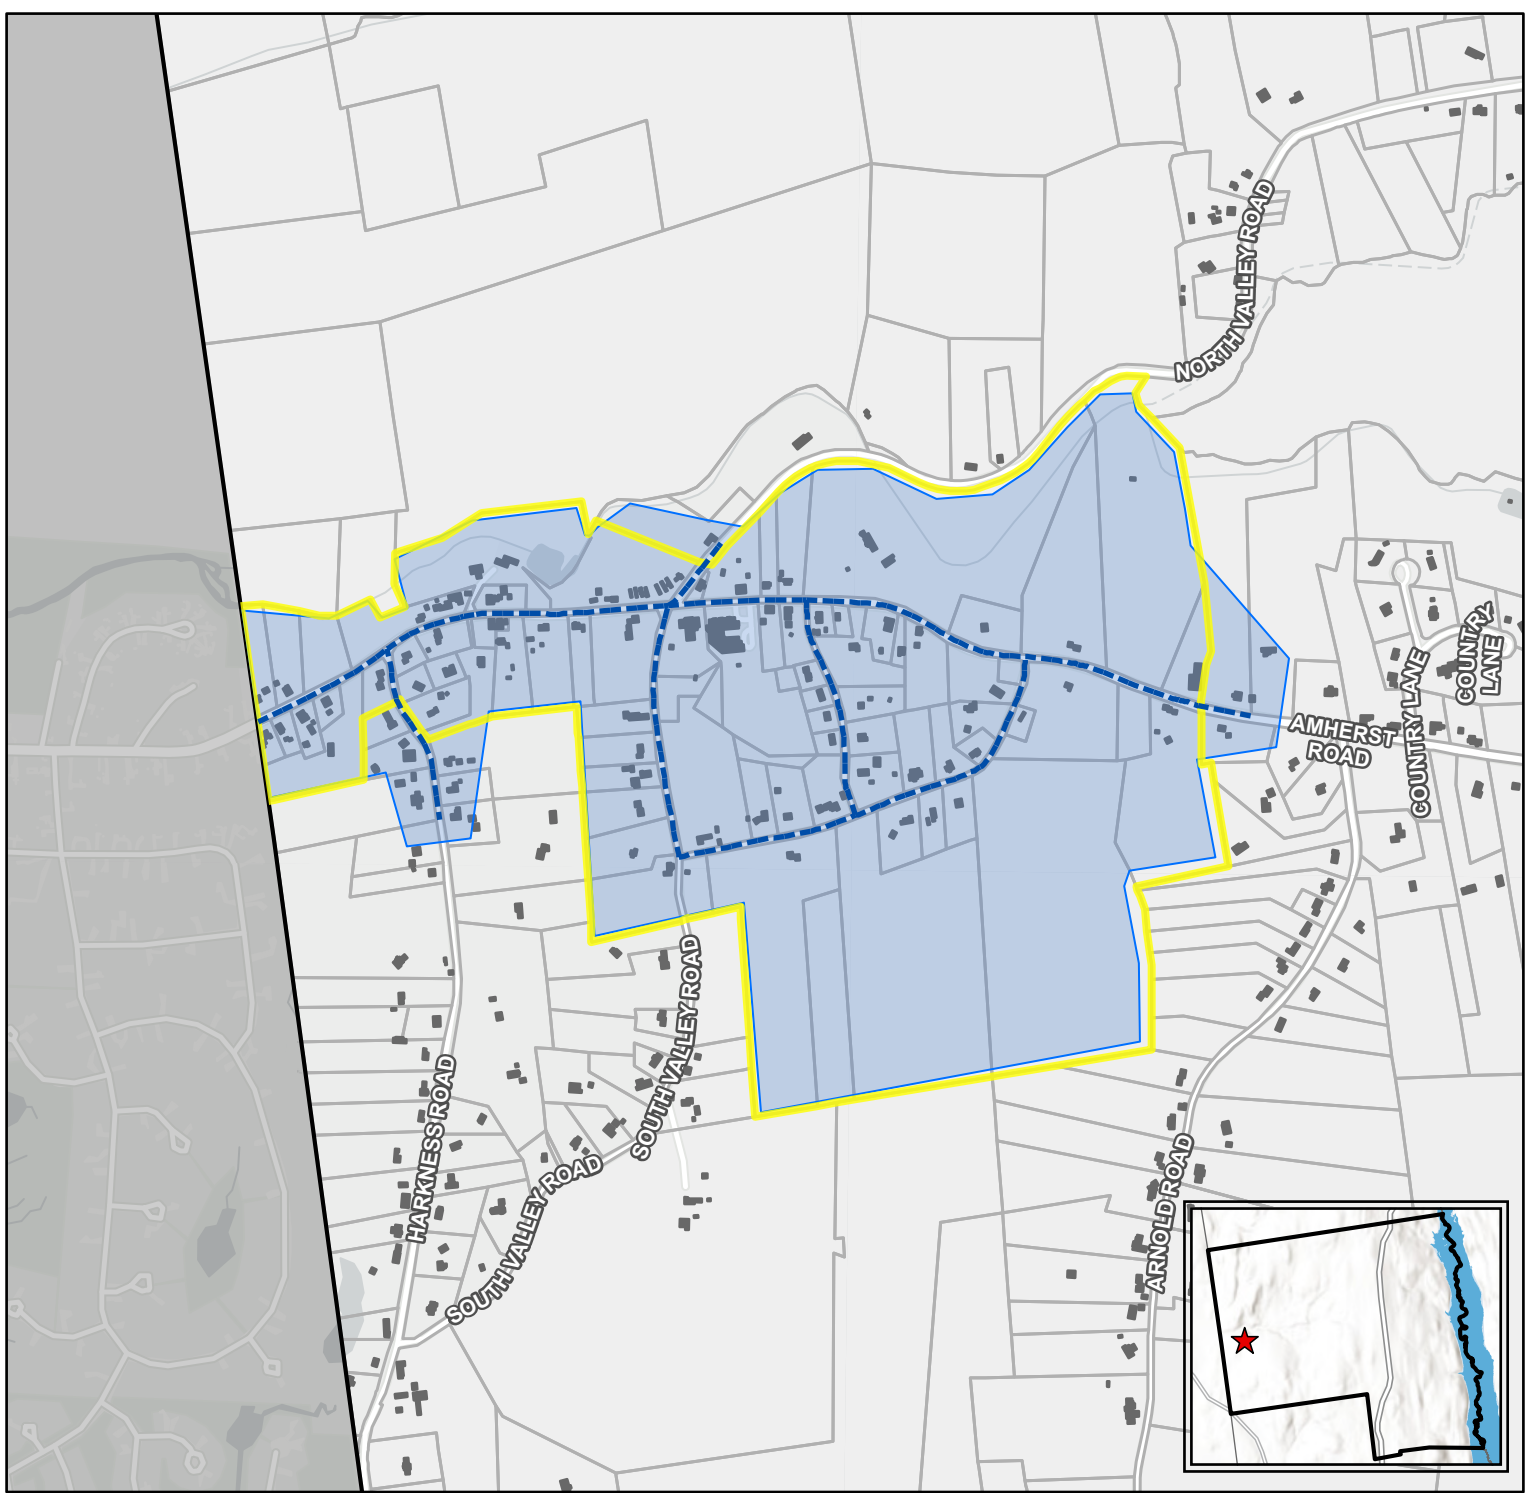 NORTH VALLEY ROAD
COUNTRY
LANE
COUNTRY LANE
AMHERST
ROAD
SOUTH VALLEY ROAD
HARKNESS ROAD
SOUTH VALLEY ROAD
ARNOLD ROAD